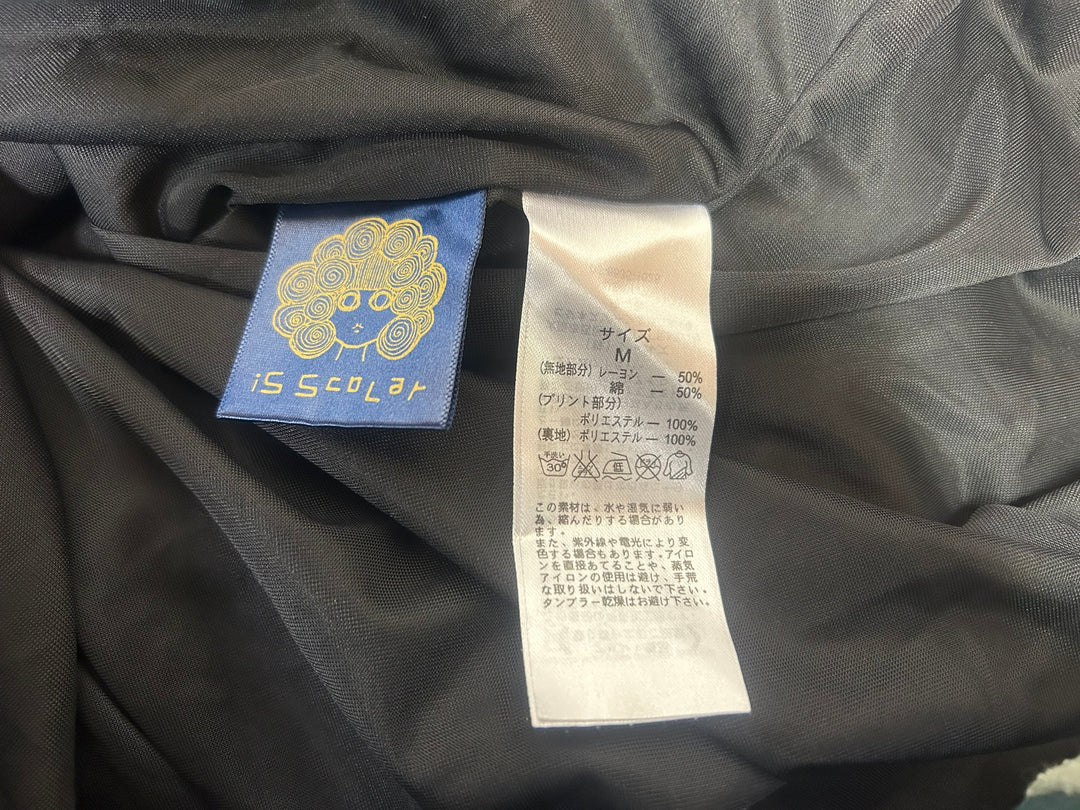 iS ScoLar
サイズ
M
(無地部分) レーヨン — 50%
綿 — 50%
(プリント部分)
ポリエステル — 100%
(裏地) ポリエステル — 100%
手洗い
30° 低
この素材は、水や湿気に弱い
為、縮んだりする場合があり
ます。
また、紫外線や電光により変
色する場合もあります。アイロ
ンを直接あてることや、蒸気
アイロンの使用は避け、手荒
な取り扱いはしないで下さい。
タンブラー乾燥はお避け下さい。